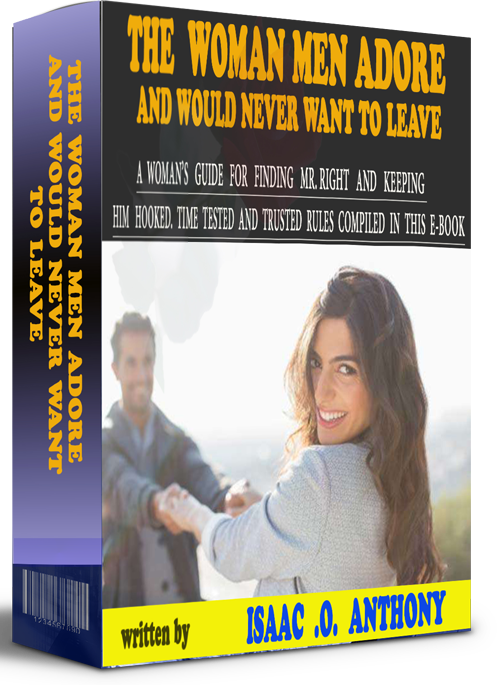 THE WOMAN MEN ADORE
AND WOULD NEVER WANT TO LEAVE
A WOMAN'S GUIDE FOR FINDING MR. RIGHT AND KEEPING
HIM HOOKED, TIME TESTED AND TRUSTED RULES COMPILED IN THIS E-BOOK
written by ISAAC .O. ANTHONY
THE WOMAN MEN ADORE
AND WOULD NEVER WANT
TO LEAVE